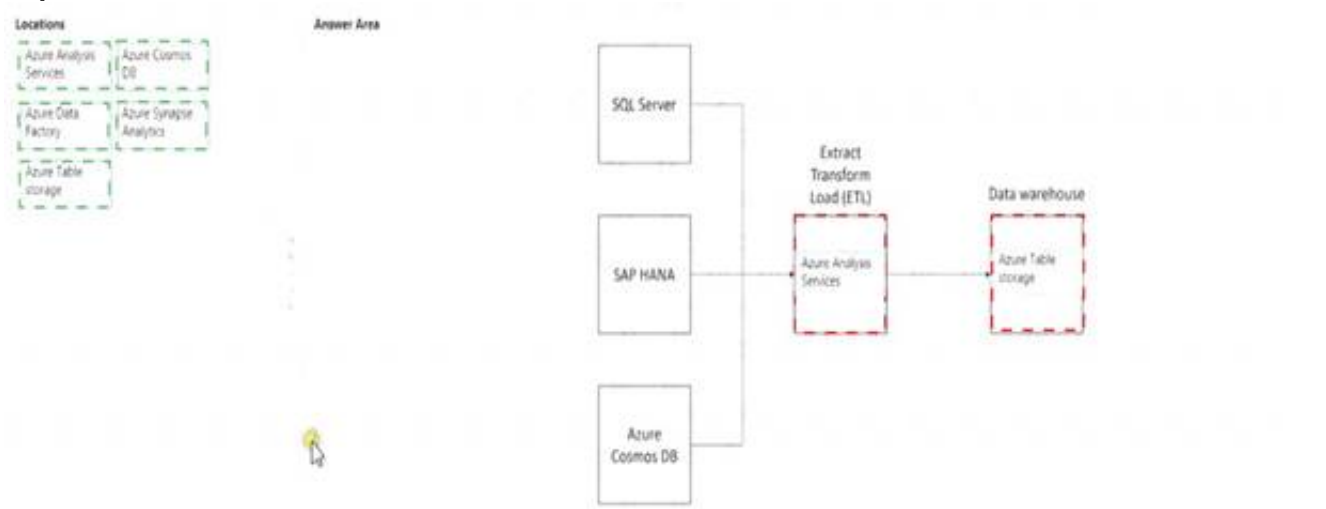 Locations
Answer Area
Azure Analysis
Services
Azure Cosmos
DB
Azure Data
Factory
Azure Synapse
Analytics
Azure Table
storage
SQL Server
SAP HANA
Azure
Cosmos DB
Extract
Transform
Load (ETL)
Azure Analysis
Services
Data warehouse
Azure Table
storage